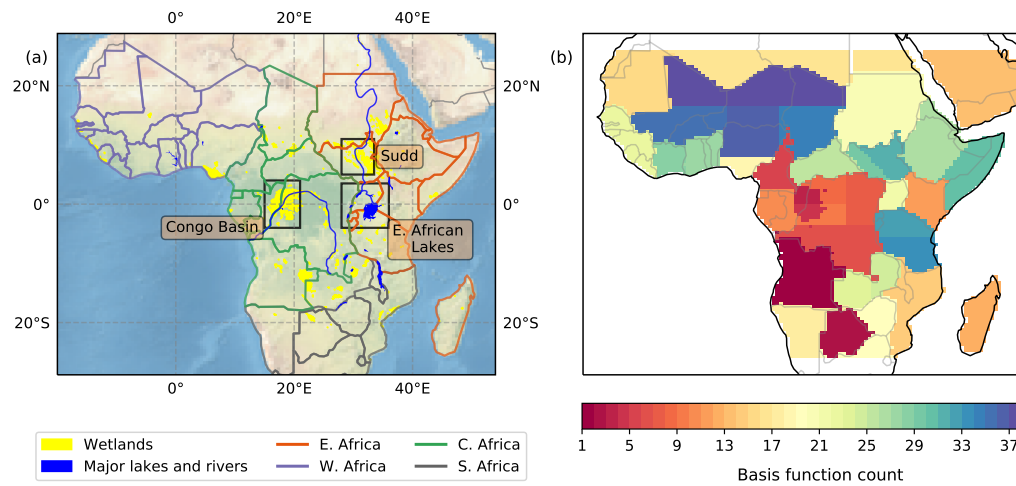 0° 20°E 40°E
(a)
(b)
20°N 20°N
0° 0°
20°S 20°S
Sudd
Congo Basin
E. African
Lakes
0° 20°E 40°E
Wetlands
Major lakes and rivers
E. Africa
W. Africa
C. Africa
S. Africa
1 5 9 13 17 21 25 29 33 37
Basis function count